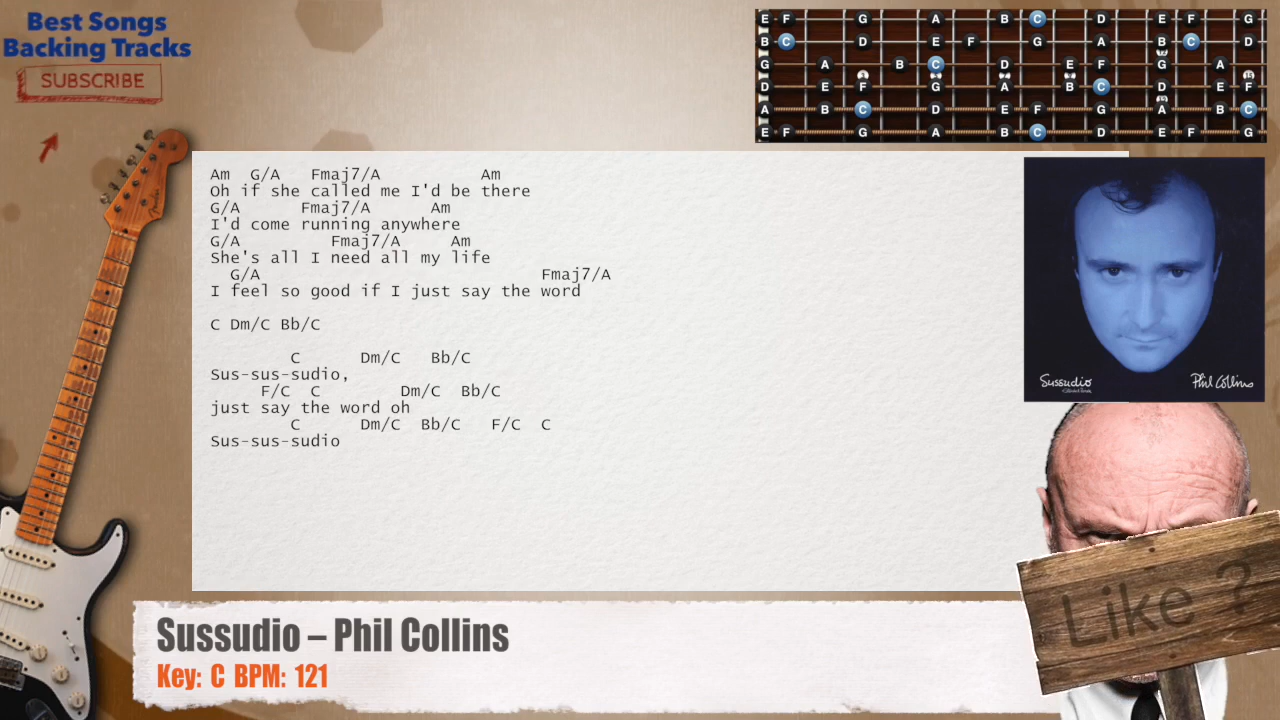 Best Songs
Backing Tracks
SUBSCRIBE
E F G A B C D E F G
B C D E F G A B C D
G A B C D E F G A
D E F G A B C D E F
A B C D E F G A B C
E F G A B C D E F G
Am  G/A   Fmaj7/A          Am
Oh if she called me I'd be there
G/A      Fmaj7/A      Am
I'd come running anywhere
G/A         Fmaj7/A     Am
She's all I need all my life
  G/A                            Fmaj7/A
I feel so good if I just say the word
C Dm/C Bb/C
        C      Dm/C   Bb/C
Sus-sus-sudio,
     F/C  C        Dm/C  Bb/C
just say the word oh
        C      Dm/C  Bb/C   F/C  C
Sus-sus-sudio
Sussudio
Phil Collins
Like ?
Sussudio – Phil Collins
Key: C BPM: 121